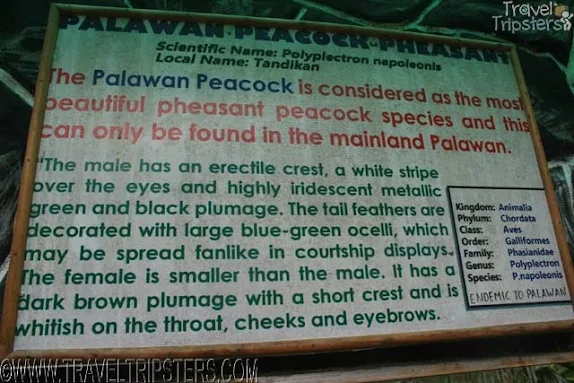 PALAWAN PEACOCK-PHEASANT
Scientific Name: Polyplectron napoleonis
Local Name: Tandikan
The Palawan Peacock is considered as the most
beautiful pheasant peacock species and this
can only be found in the mainland Palawan.
"The male has an erectile crest, a white stripe
over the eyes and highly iridescent metallic
green and black plumage. The tail feathers are
decorated with large blue-green ocelli, which
may be spread fanlike in courtship displays.
The female is smaller than the male. It has a
dark brown plumage with a short crest and is
whitish on the throat, cheeks and eyebrows.
Kingdom: Animalia
Phylum: Chordata
Class: Aves
Order: Galliformes
Family: Phasianidae
Genus: Polyplectron
Species: P.napoleonis
ENDEMIC TO PALAWAN
Travel Tripsters
©WWW.TRAVELTRIPSTERS.COM